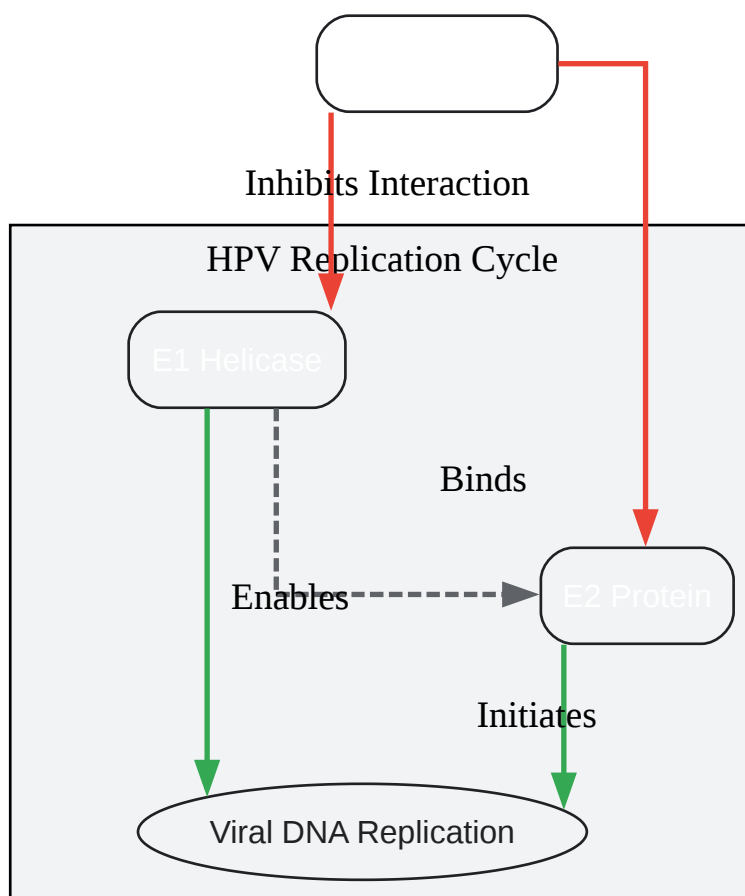 Inhibits Interaction
HPV Replication Cycle
E1 Helicase
Binds
Enables
E2 Protein
Initiates
Viral DNA Replication